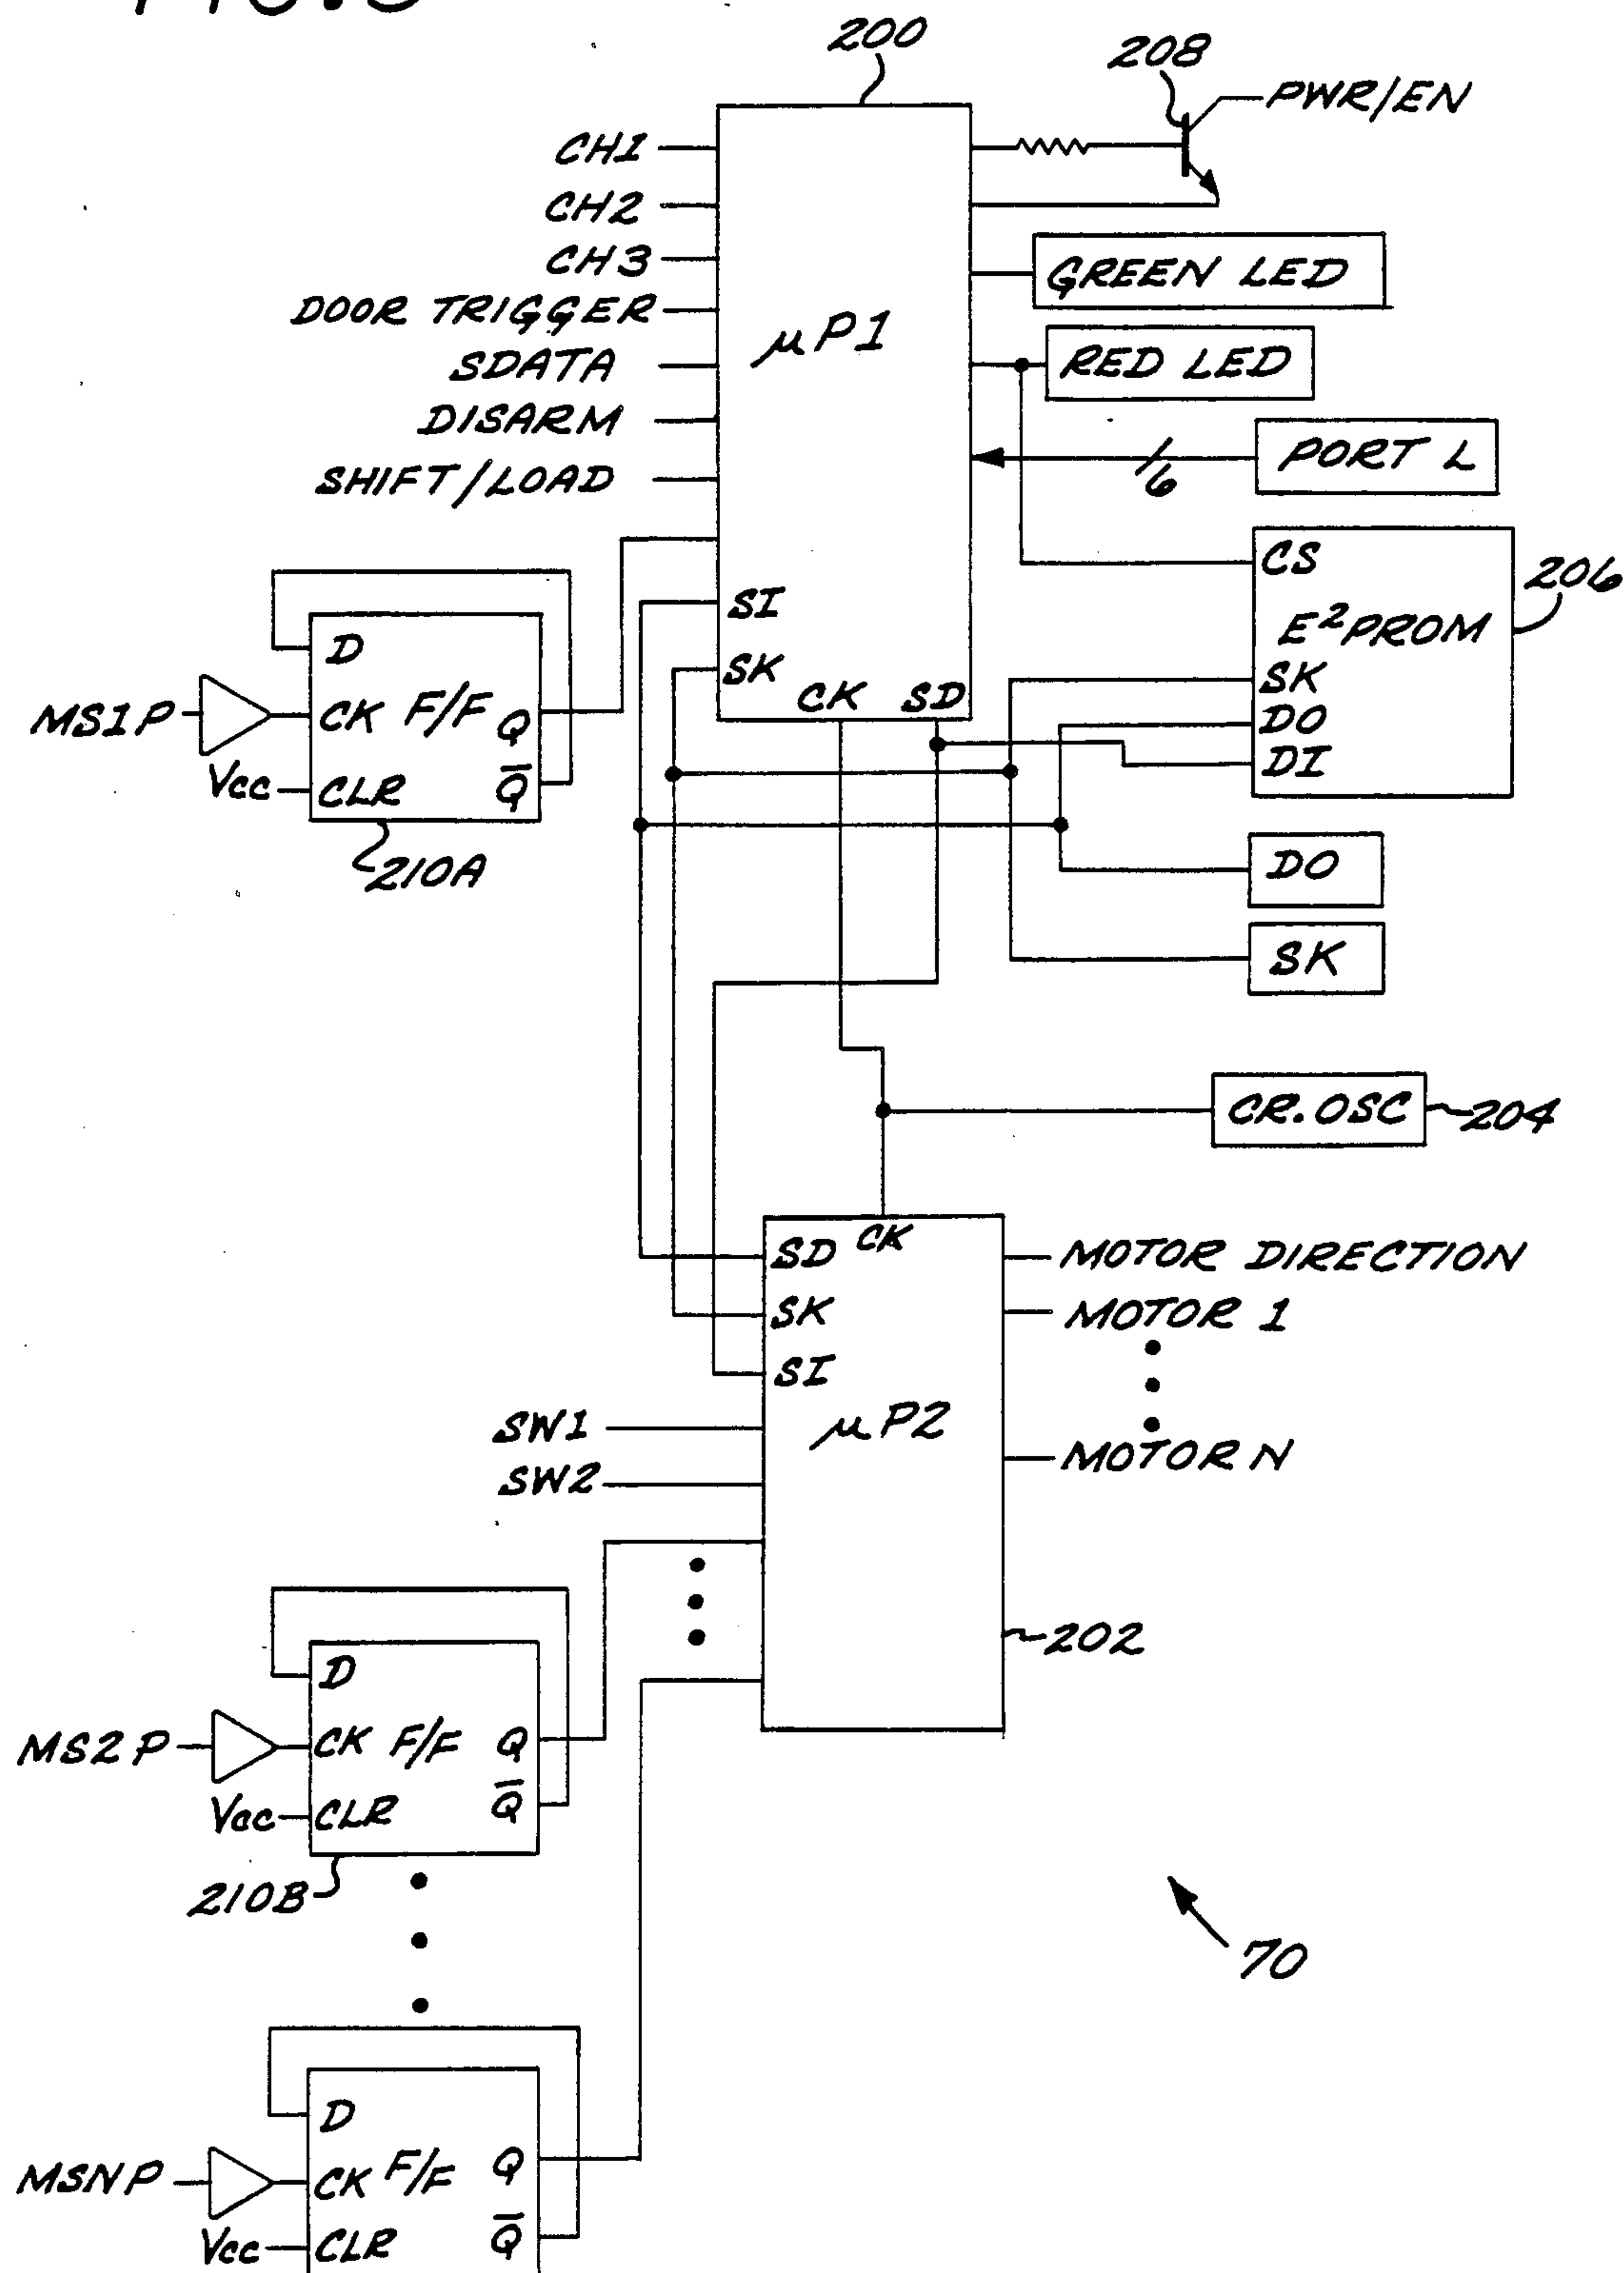 200
208
PWR/EN
CH1
CH2
CH3
DOOR TRIGGER
SDATA
DISARM
SHIFT/LOAD
µP1
GREEN LED
RED LED
PORT L
6
CS
E²PROM
206
SK
DO
DI
SI
SK
CK
SD
D
MS1P
CK F/F Q
Vcc
CLR
Q̅
210A
DO
SK
CR.OSC
204
CK
SD
SK
SI
µP2
MOTOR DIRECTION
MOTOR 1
MOTOR N
SW1
SW2
202
D
MS2P
CK F/F Q
Vcc
CLR
Q̅
210B
70
D
MSNP
CK F/F Q
Vcc
CLR
Q̅